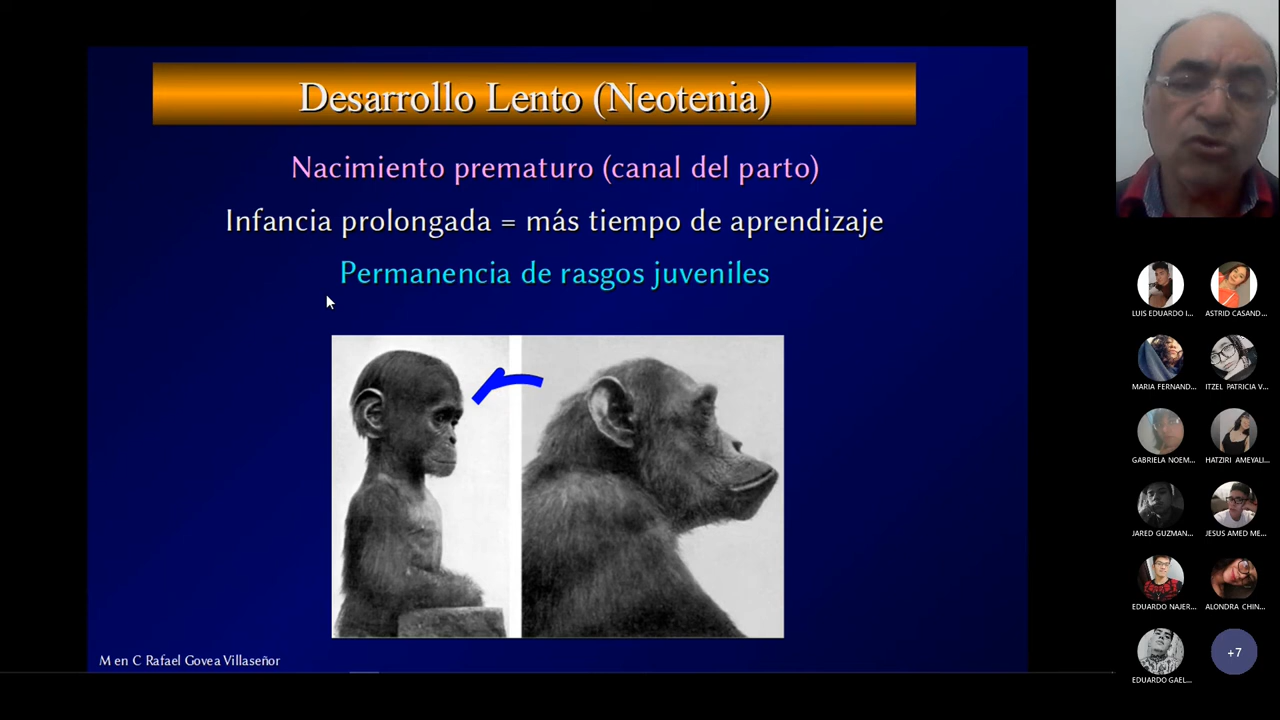 Desarrollo Lento (Neotenia)
Nacimiento prematuro (canal del parto)
Infancia prolongada = más tiempo de aprendizaje
Permanencia de rasgos juveniles
M en C Rafael Govea Villaseñor
LUIS EDUARDO I...
ASTRID CASAND...
MARIA FERNAND...
ITZEL PATRICIA V...
GABRIELA NOEM...
HATZIRI AMEYALI...
JARED GUZMAN...
JESUS AMED ME...
EDUARDO NAJER...
ALONDRA CHIN...
EDUARDO GAEL...
+7